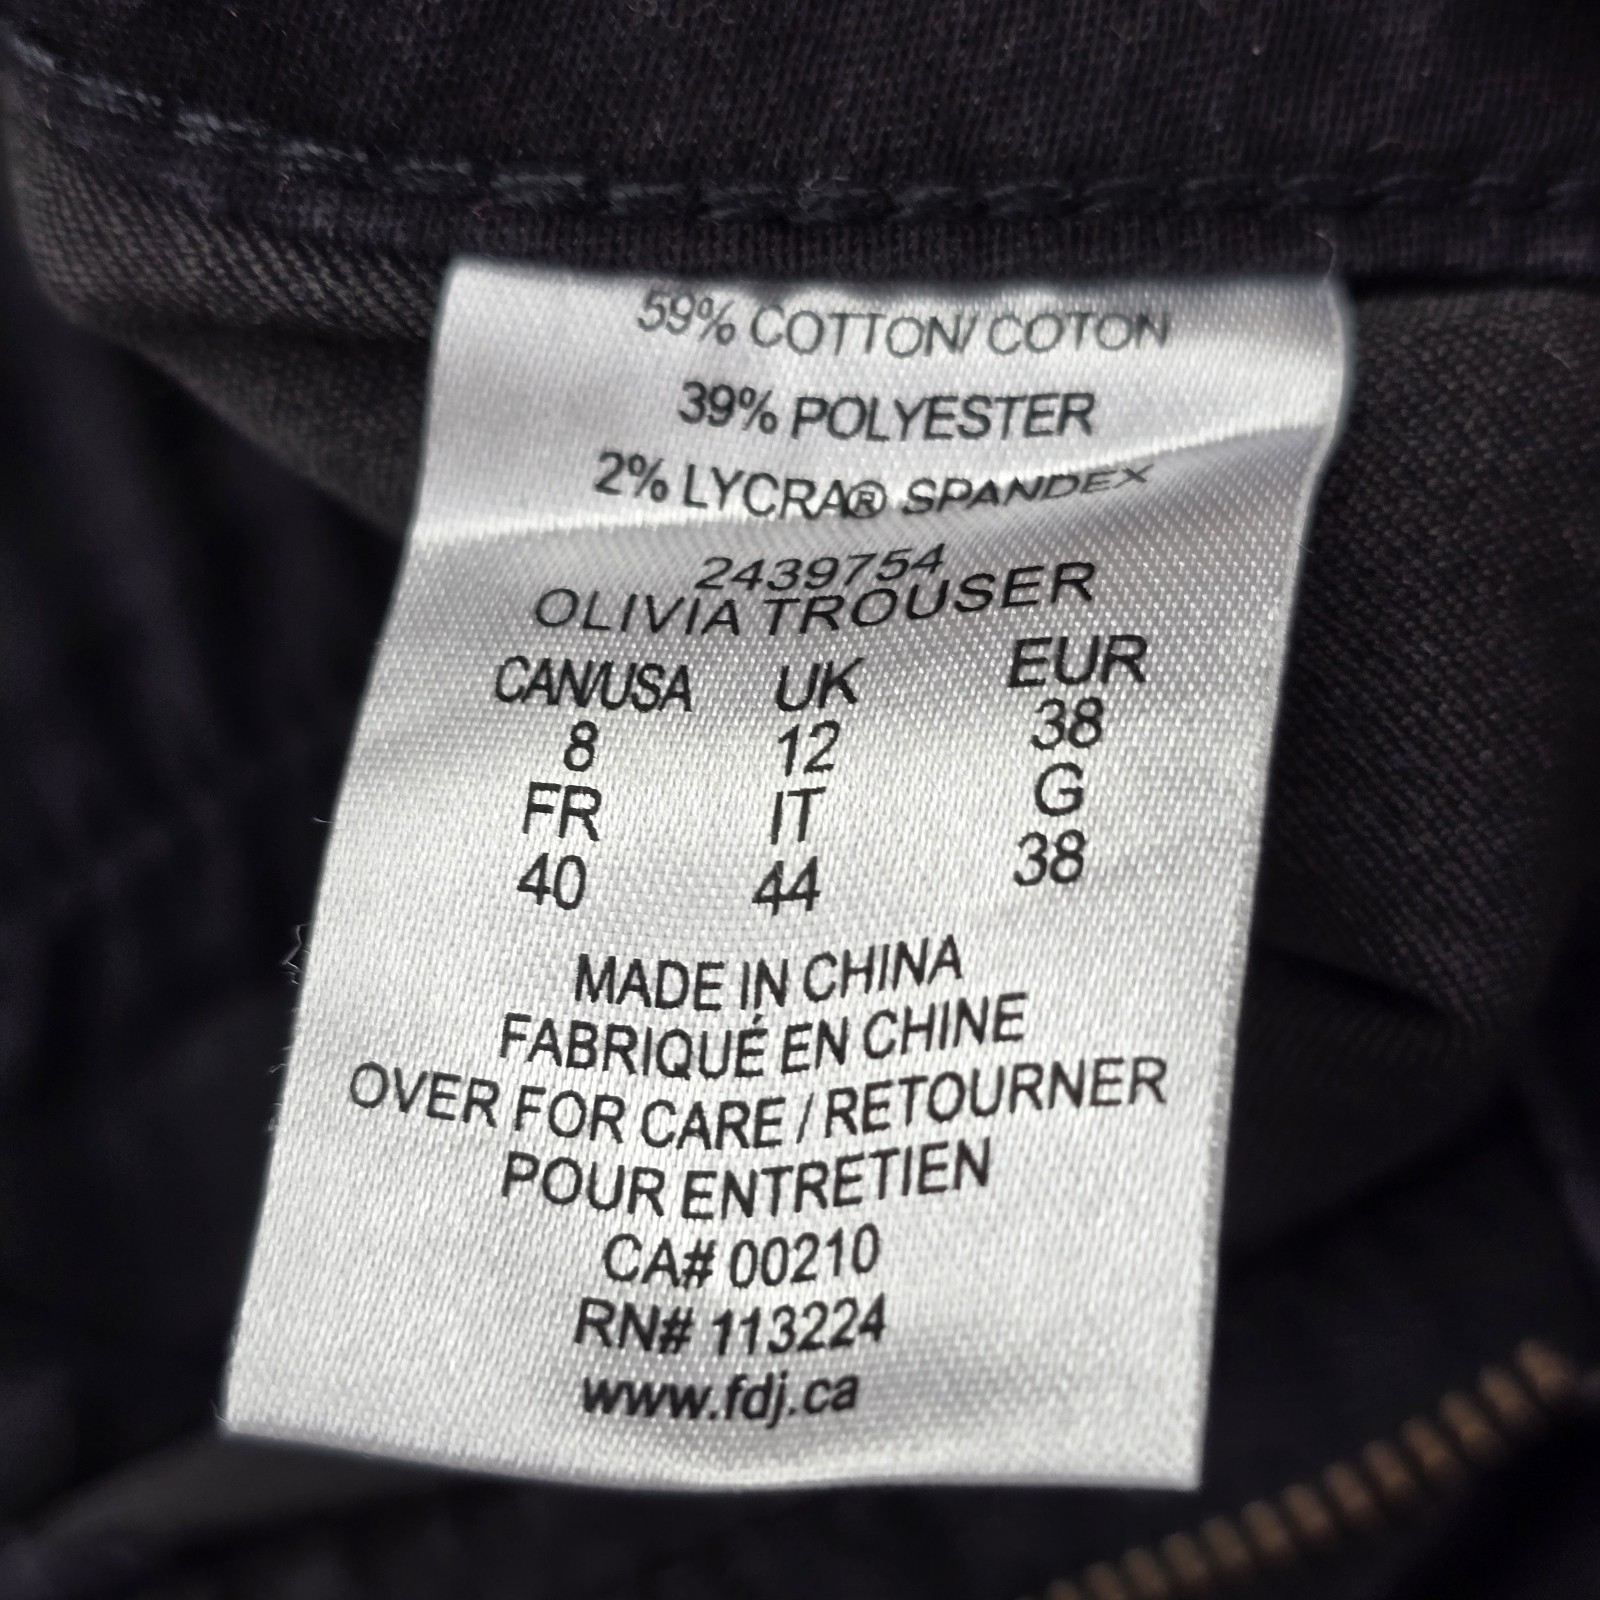 59% COTTON/COTON
39% POLYESTER
2% LYCRA® SPANDEX
2439754
OLIVIA TROUSER
CAN/USA UK EUR
8 12 38
FR IT G
40 44 38
MADE IN CHINA
FABRIQUÉ EN CHINE
OVER FOR CARE / RETOURNER
POUR ENTRETIEN
CA# 00210
RN# 113224
www.fdj.ca